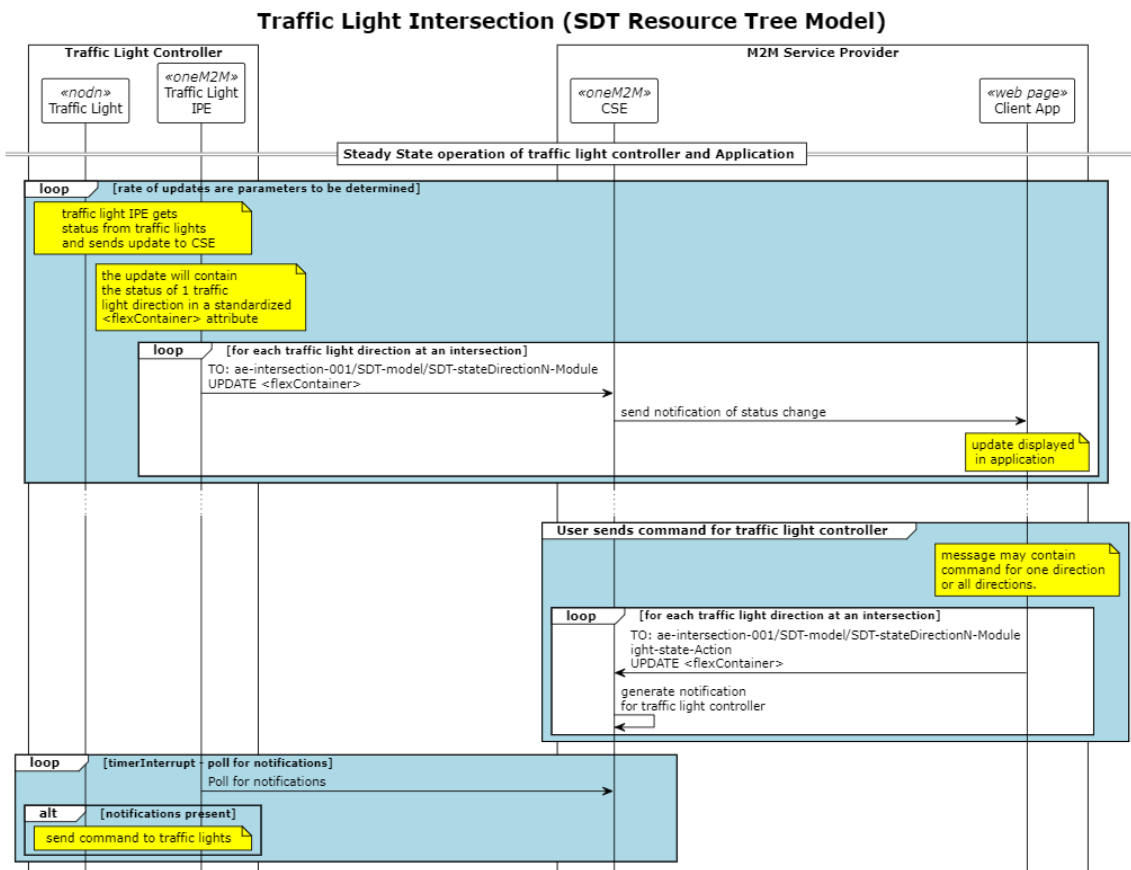 Traffic Light Intersection (SDT Resource Tree Model)
Traffic Light Controller
M2M Service Provider
«nodn»
Traffic Light
«oneM2M»
Traffic Light
IPE
«oneM2M»
CSE
«web page»
Client App
Steady State operation of traffic light controller and Application
loop [rate of updates are parameters to be determined]
traffic light IPE gets
status from traffic lights
and sends update to CSE
the update will contain
the status of 1 traffic
light direction in a standardized
<flexContainer> attribute
loop [for each traffic light direction at an intersection]
TO: ae-intersection-001/SDT-model/SDT-stateDirectionN-Module
UPDATE <flexContainer>
send notification of status change
update displayed
in application
User sends command for traffic light controller
message may contain
command for one direction
or all directions.
loop [for each traffic light direction at an intersection]
TO: ae-intersection-001/SDT-model/SDT-stateDirectionN-Module
ight-state-Action
UPDATE <flexContainer>
generate notification
for traffic light controller
loop [timerInterrupt - poll for notifications]
Poll for notifications
alt [notifications present]
send command to traffic lights